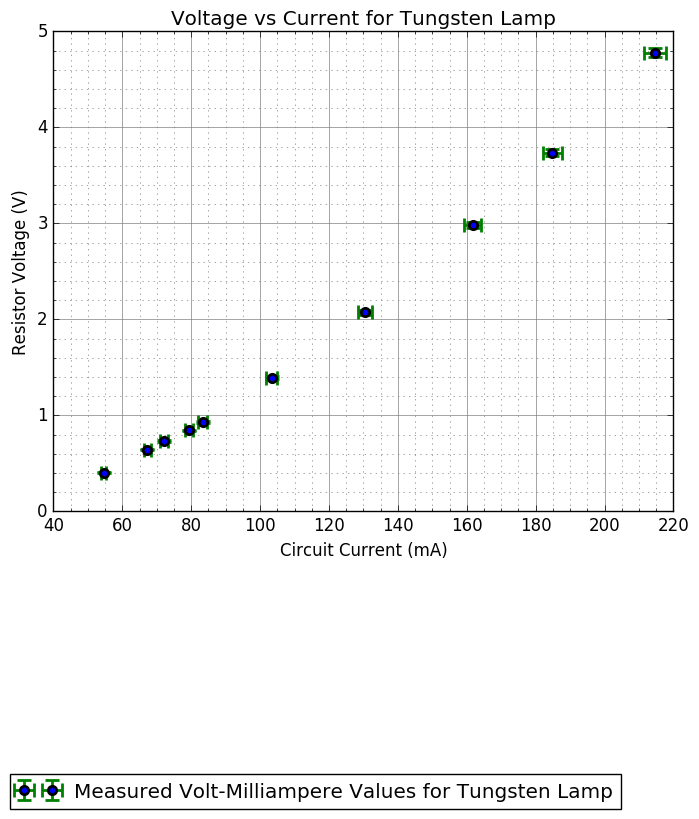 Voltage vs Current for Tungsten Lamp
5
4
3
2
1
0
Resistor Voltage (V)
40 60 80 100 120 140 160 180 200 220
Circuit Current (mA)
Measured Volt-Milliampere Values for Tungsten Lamp